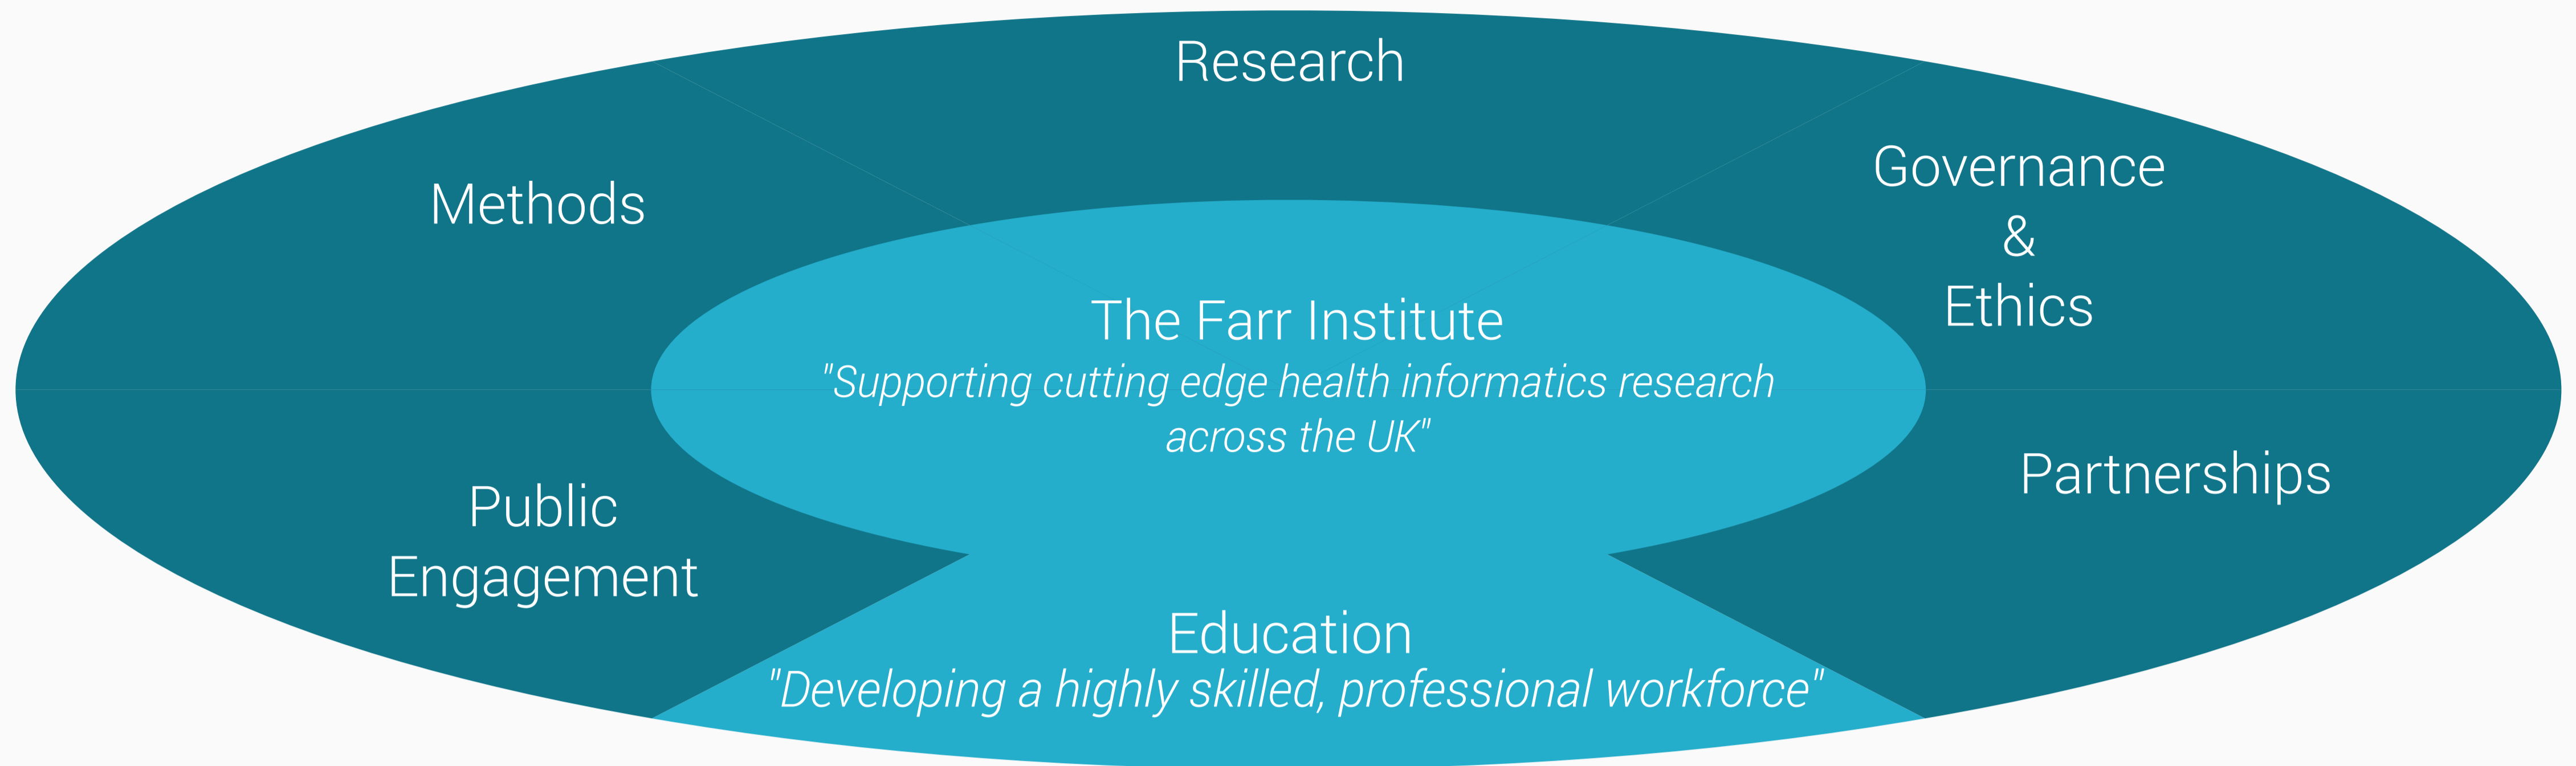 Research
Methods
Governance
&
Ethics
The Farr Institute
"Supporting cutting edge health informatics research
across the UK"
Partnerships
Public
Engagement
Education
"Developing a highly skilled, professional workforce"